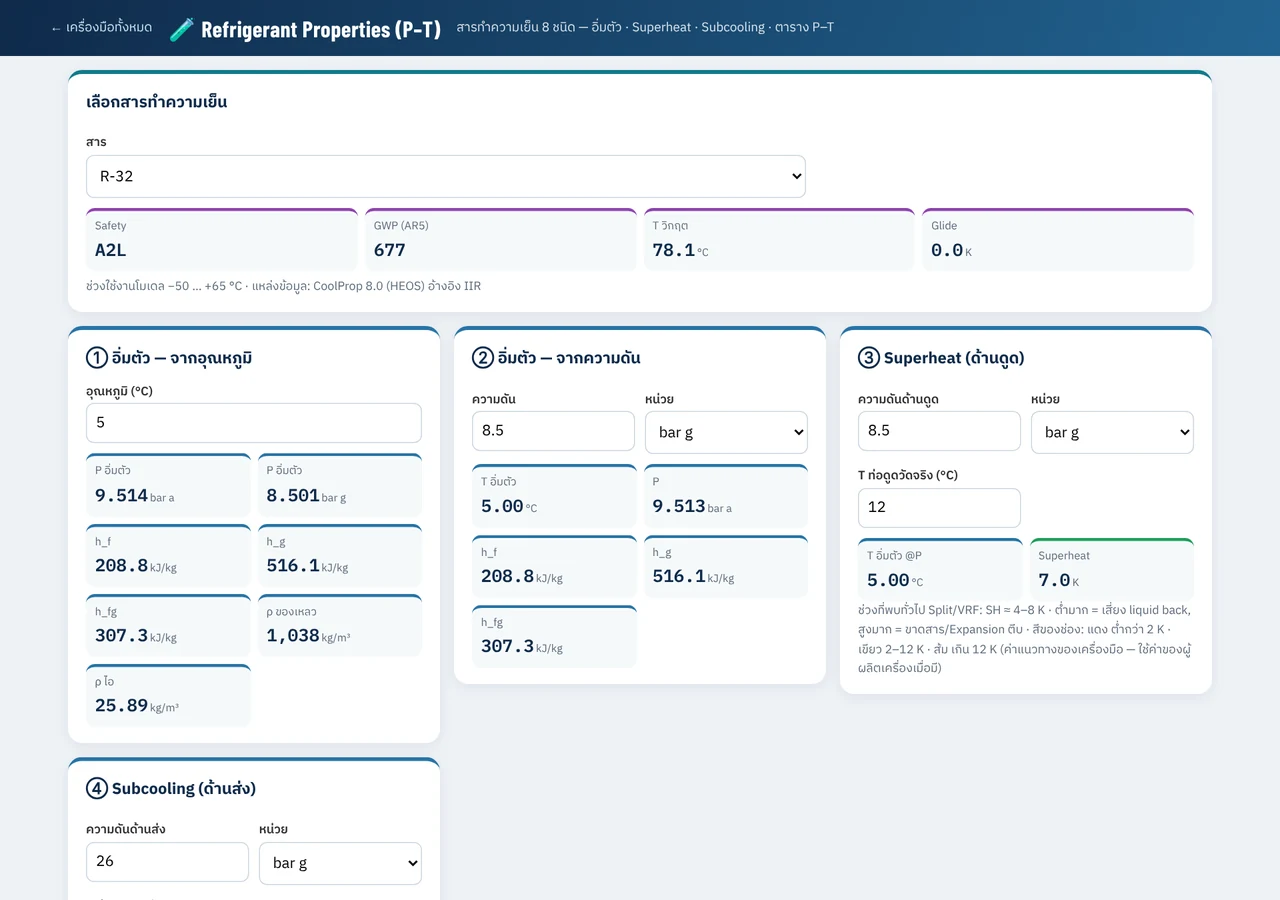 ← เครื่องมือทั้งหมด
Refrigerant Properties (P–T)
สารทำความเย็น 8 ชนิด — อิ่มตัว · Superheat · Subcooling · ตาราง P–T
เลือกสารทำความเย็น
สาร
R-32
Safety
A2L
GWP (AR5)
677
T วิกฤต
78.1 °C
Glide
0.0 K
ช่วงใช้งานโมเดล −50 … +65 °C · แหล่งข้อมูล: CoolProp 8.0 (HEOS) อ้างอิง IIR
① อิ่มตัว — จากอุณหภูมิ
อุณหภูมิ (°C)
5
P อิ่มตัว
9.514 bar a
P อิ่มตัว
8.501 bar g
h_f
208.8 kJ/kg
h_g
516.1 kJ/kg
h_fg
307.3 kJ/kg
ρ ของเหลว
1,038 kg/m³
ρ ไอ
25.89 kg/m³
② อิ่มตัว — จากความดัน
ความดัน
8.5
หน่วย
bar g
T อิ่มตัว
5.00 °C
P
9.513 bar a
h_f
208.8 kJ/kg
h_g
516.1 kJ/kg
h_fg
307.3 kJ/kg
③ Superheat (ด้านดูด)
ความดันด้านดูด
8.5
หน่วย
bar g
T ท่อดูดวัดจริง (°C)
12
T อิ่มตัว @P
5.00 °C
Superheat
7.0 K
ช่วงที่พบทั่วไป Split/VRF: SH = 4–8 K · ต่ำมาก = เสี่ยง liquid back,
สูงมาก = ขาดสาร/Expansion ตีบ · สีของช่อง: แดง ต่ำกว่า 2 K ·
เขียว 2–12 K · ส้ม เกิน 12 K (ค่าแนวทางของเครื่องมือ — ใช้ค่าของผู้
ผลิตเครื่องเมื่อมี)
④ Subcooling (ด้านส่ง)
ความดันด้านส่ง
26
หน่วย
bar g